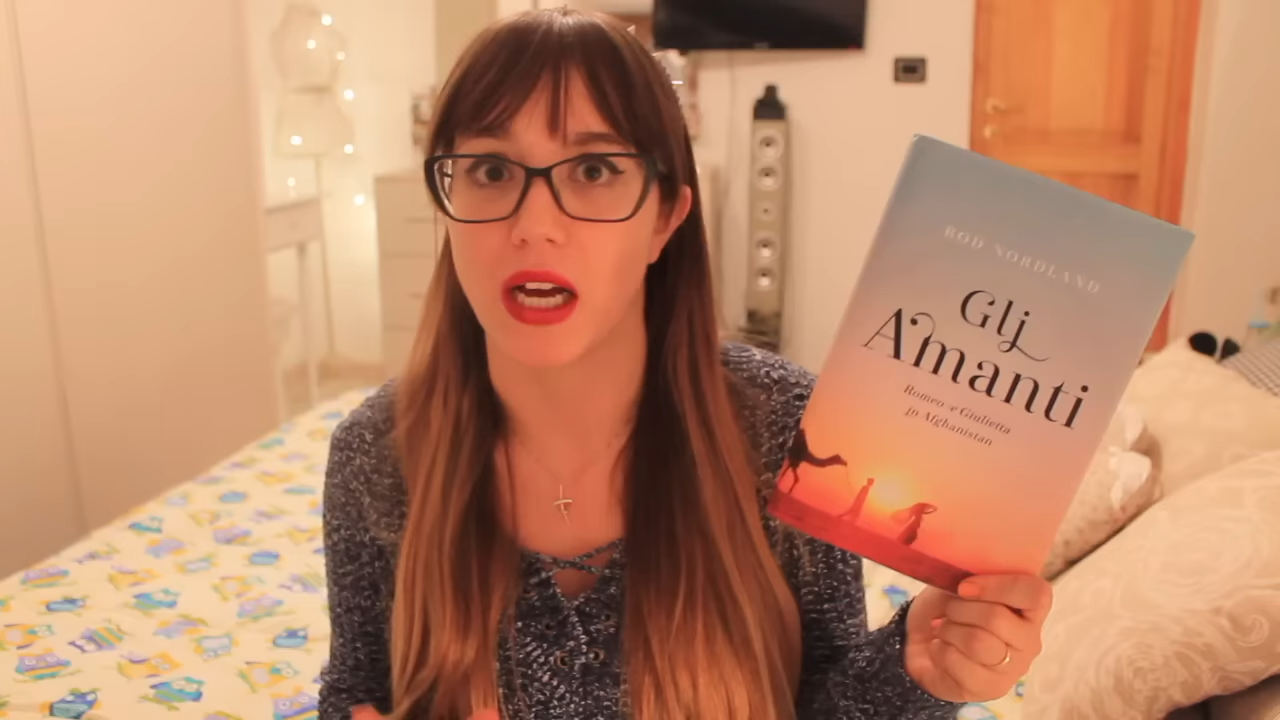 ROD NORDLAND
Gli
Amanti
Romeo e Giulietta
in Afghanistan